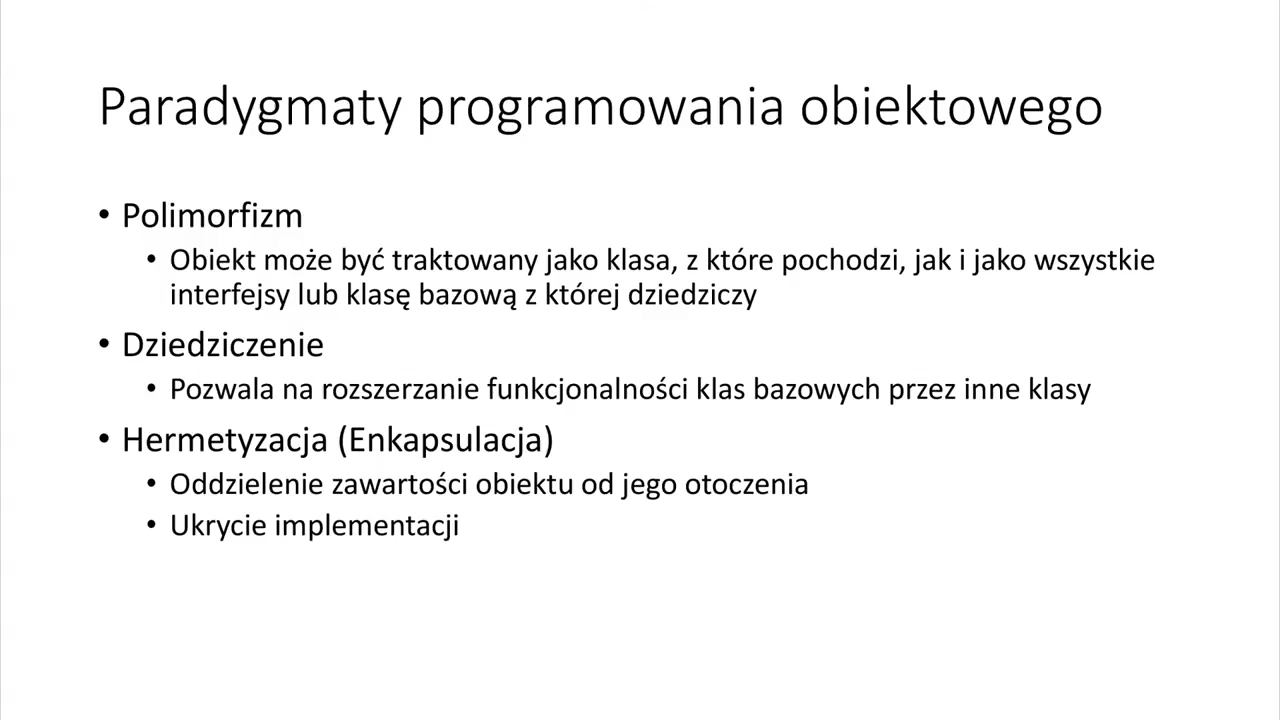 Paradygmaty programowania obiektowego
• Polimorfizm
• Obiekt może być traktowany jako klasa, z które pochodzi, jak i jako wszystkie
interfejsy lub klasę bazową z której dziedziczy
• Dziedziczenie
• Pozwala na rozszerzanie funkcjonalności klas bazowych przez inne klasy
• Hermetyzacja (Enkapsulacja)
• Oddzielenie zawartości obiektu od jego otoczenia
• Ukrycie implementacji